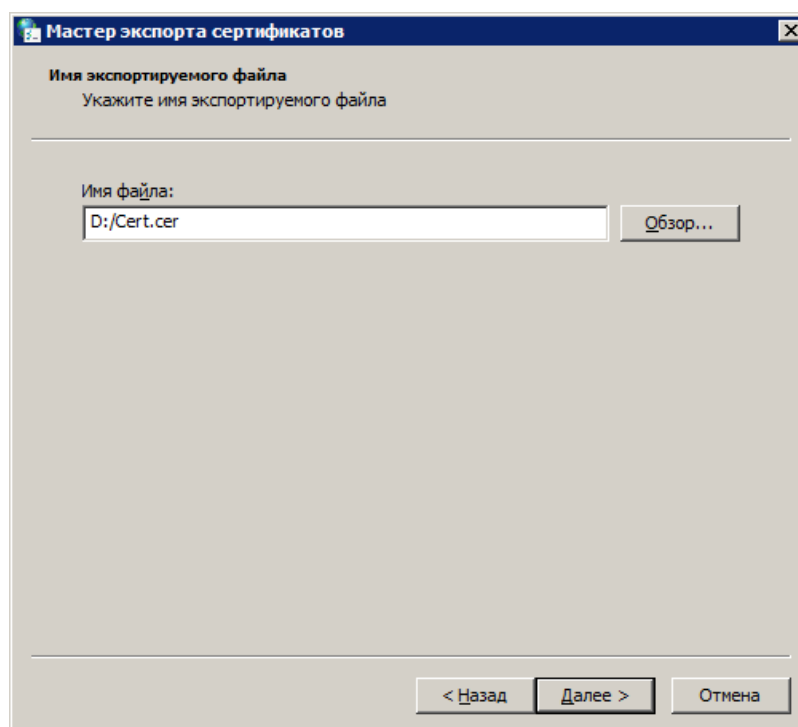 Мастер экспорта сертификатов
Имя экспортируемого файла
Укажите имя экспортируемого файла
Имя файла:
D:/Cert.cer
Обзор...
< Назад
Далее >
Отмена